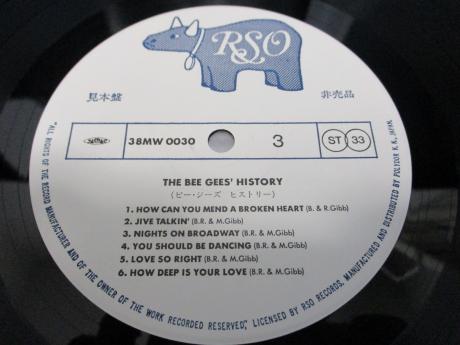 RSO
見本盤 非売品
38MW 0030 3 ST 33
THE BEE GEES' HISTORY
(ビー・ジーズ ヒストリー)
1. HOW CAN YOU MEND A BROKEN HEART (B. & R.Gibb)
2. JIVE TALKIN' (B.R. & M.Gibb)
3. NIGHTS ON BROADWAY (B.R. & M.Gibb)
4. YOU SHOULD BE DANCING (B.R. & M.Gibb)
5. LOVE SO RIGHT (B.R. & M.Gibb)
6. HOW DEEP IS YOUR LOVE (B.R. & M.Gibb)
"ALL RIGHTS OF THE RECORD MANUFACTURER AND OF THE OWNER OF THE WORK RECORDED RESERVED", LICENSED BY RSO RECORDS, MANUFACTURED AND DISTRIBUTED BY POLYDOR K.K., JAPAN.